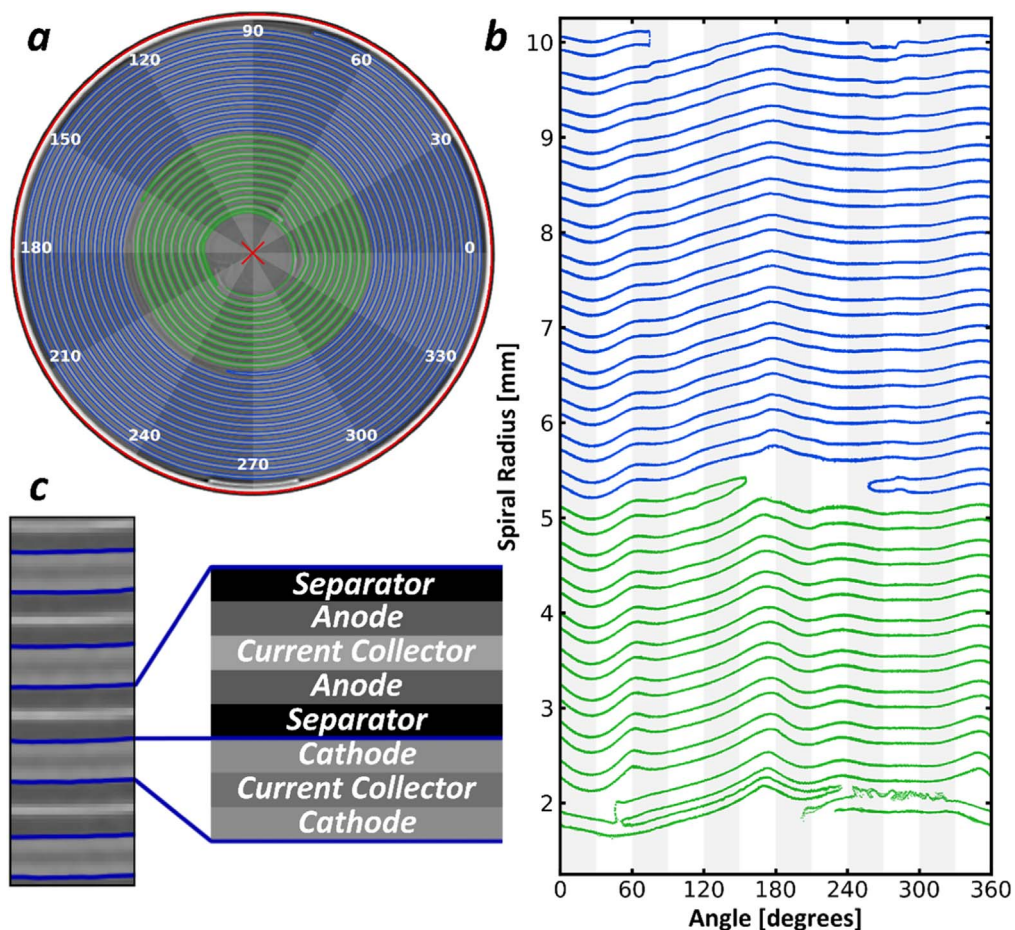 a
90
120
60
150
30
180
0
210
330
240
300
270
b
Spiral Radius [mm]
10
9
8
7
6
5
4
3
2
0 60 120 180 240 300 360
Angle [degrees]
c
Separator
Anode
Current Collector
Anode
Separator
Cathode
Current Collector
Cathode